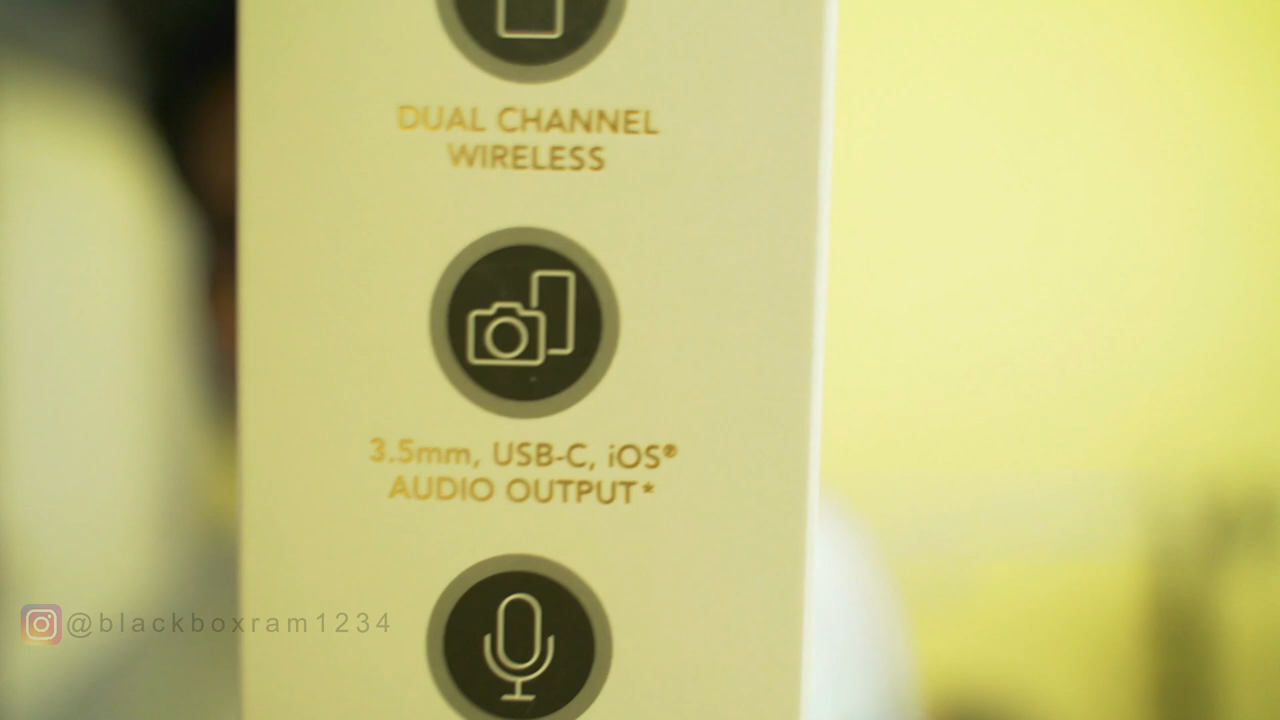 DUAL CHANNEL
WIRELESS
3.5mm, USB-C, iOS®
AUDIO OUTPUT*
@blackboxram1234